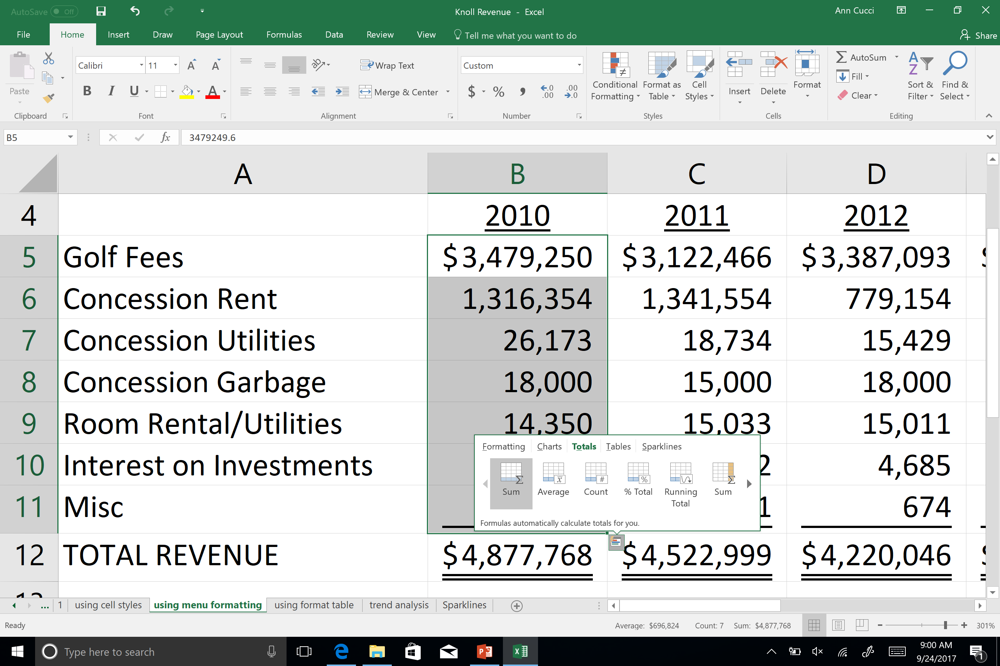 AutoSave Off
Knoll Revenue - Excel
Ann Cucci
File Home Insert Draw Page Layout Formulas Data Review View Tell me what you want to do Share
Calibri 11 Wrap Text Custom AutoSum
Paste Conditional Formatting Format as Table Cell Styles Insert Delete Format Fill Sort & Filter Find & Select
B I U Merge & Center $ % , Clear
Clipboard Font Alignment Number Styles Cells Editing
B5 fx 3479249.6
A B C D
4 2010 2011 2012
5 Golf Fees $3,479,250 $3,122,466 $3,387,093
6 Concession Rent 1,316,354 1,341,554 779,154
7 Concession Utilities 26,173 18,734 15,429
8 Concession Garbage 18,000 15,000 18,000
9 Room Rental/Utilities 14,350 15,033 15,011
Formatting Charts Totals Tables Sparklines
10 Interest on Investments 2 4,685
Sum Average Count % Total Running Total Sum
11 Misc 1 674
Formulas automatically calculate totals for you.
12 TOTAL REVENUE $4,877,768 $4,522,999 $4,220,046
... 1 using cell styles using menu formatting using format table trend analysis Sparklines
Ready Average: $696,824 Count: 7 Sum: $4,877,768 301%
Type here to search
9:00 AM
9/24/2017
1